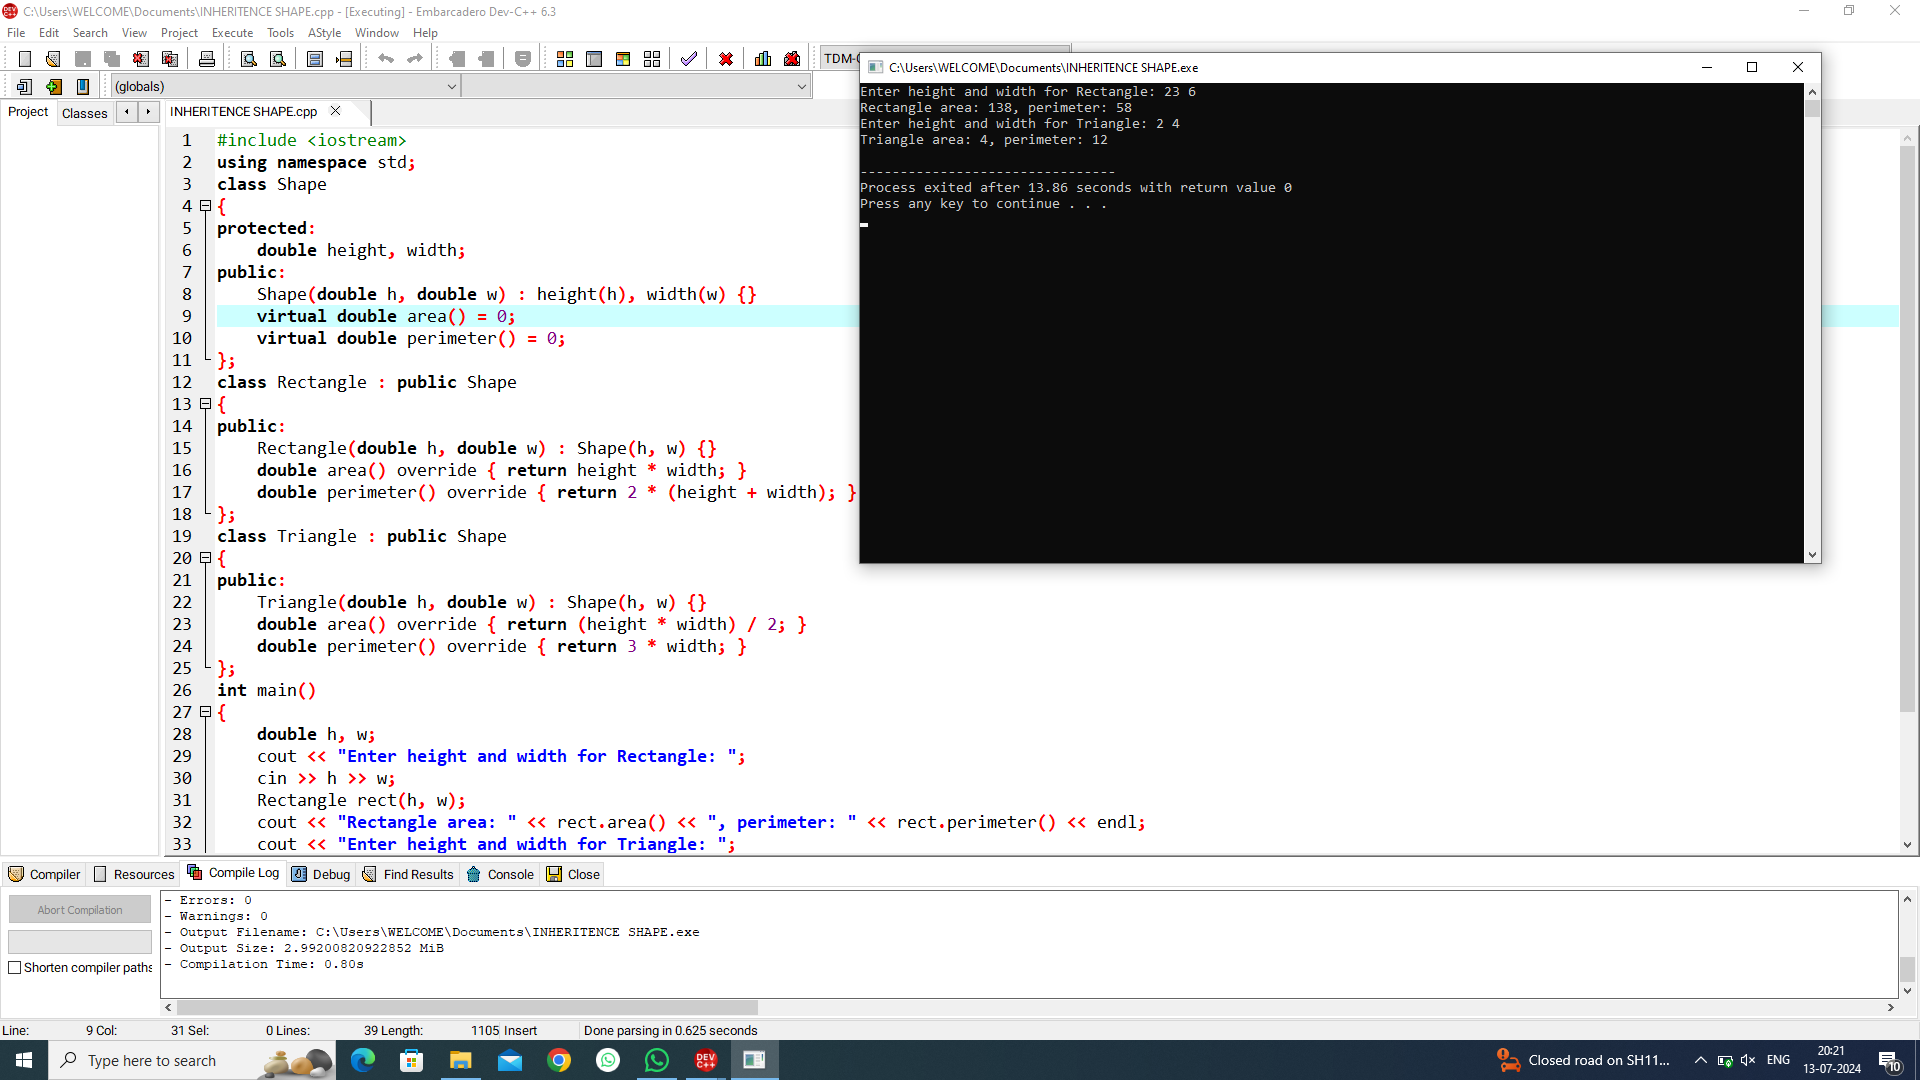 C:\Users\WELCOME\Documents\INHERITENCE SHAPE.cpp - [Executing] - Embarcadero Dev-C++ 6.3
File Edit Search View Project Execute Tools AStyle Window Help
TDM-
(globals)
Project Classes INHERITENCE SHAPE.cpp
1 #include <iostream>
2 using namespace std;
3 class Shape
4 {
5 protected:
6 double height, width;
7 public:
8 Shape(double h, double w) : height(h), width(w) {}
9 virtual double area() = 0;
10 virtual double perimeter() = 0;
11 };
12 class Rectangle : public Shape
13 {
14 public:
15 Rectangle(double h, double w) : Shape(h, w) {}
16 double area() override { return height * width; }
17 double perimeter() override { return 2 * (height + width); }
18 };
19 class Triangle : public Shape
20 {
21 public:
22 Triangle(double h, double w) : Shape(h, w) {}
23 double area() override { return (height * width) / 2; }
24 double perimeter() override { return 3 * width; }
25 };
26 int main()
27 {
28 double h, w;
29 cout << "Enter height and width for Rectangle: ";
30 cin >> h >> w;
31 Rectangle rect(h, w);
32 cout << "Rectangle area: " << rect.area() << ", perimeter: " << rect.perimeter() << endl;
33 cout << "Enter height and width for Triangle: ";
C:\Users\WELCOME\Documents\INHERITENCE SHAPE.exe
Enter height and width for Rectangle: 23 6
Rectangle area: 138, perimeter: 58
Enter height and width for Triangle: 2 4
Triangle area: 4, perimeter: 12
--------------------------------
Process exited after 13.86 seconds with return value 0
Press any key to continue . . .
Compiler Resources Compile Log Debug Find Results Console Close
Abort Compilation
Shorten compiler paths
- Errors: 0
- Warnings: 0
- Output Filename: C:\Users\WELCOME\Documents\INHERITENCE SHAPE.exe
- Output Size: 2.99200820922852 MiB
- Compilation Time: 0.80s
Line: 9 Col: 31 Sel: 0 Lines: 39 Length: 1105 Insert Done parsing in 0.625 seconds
Type here to search
DEV C++
Closed road on SH11...
ENG
20:21
13-07-2024
10